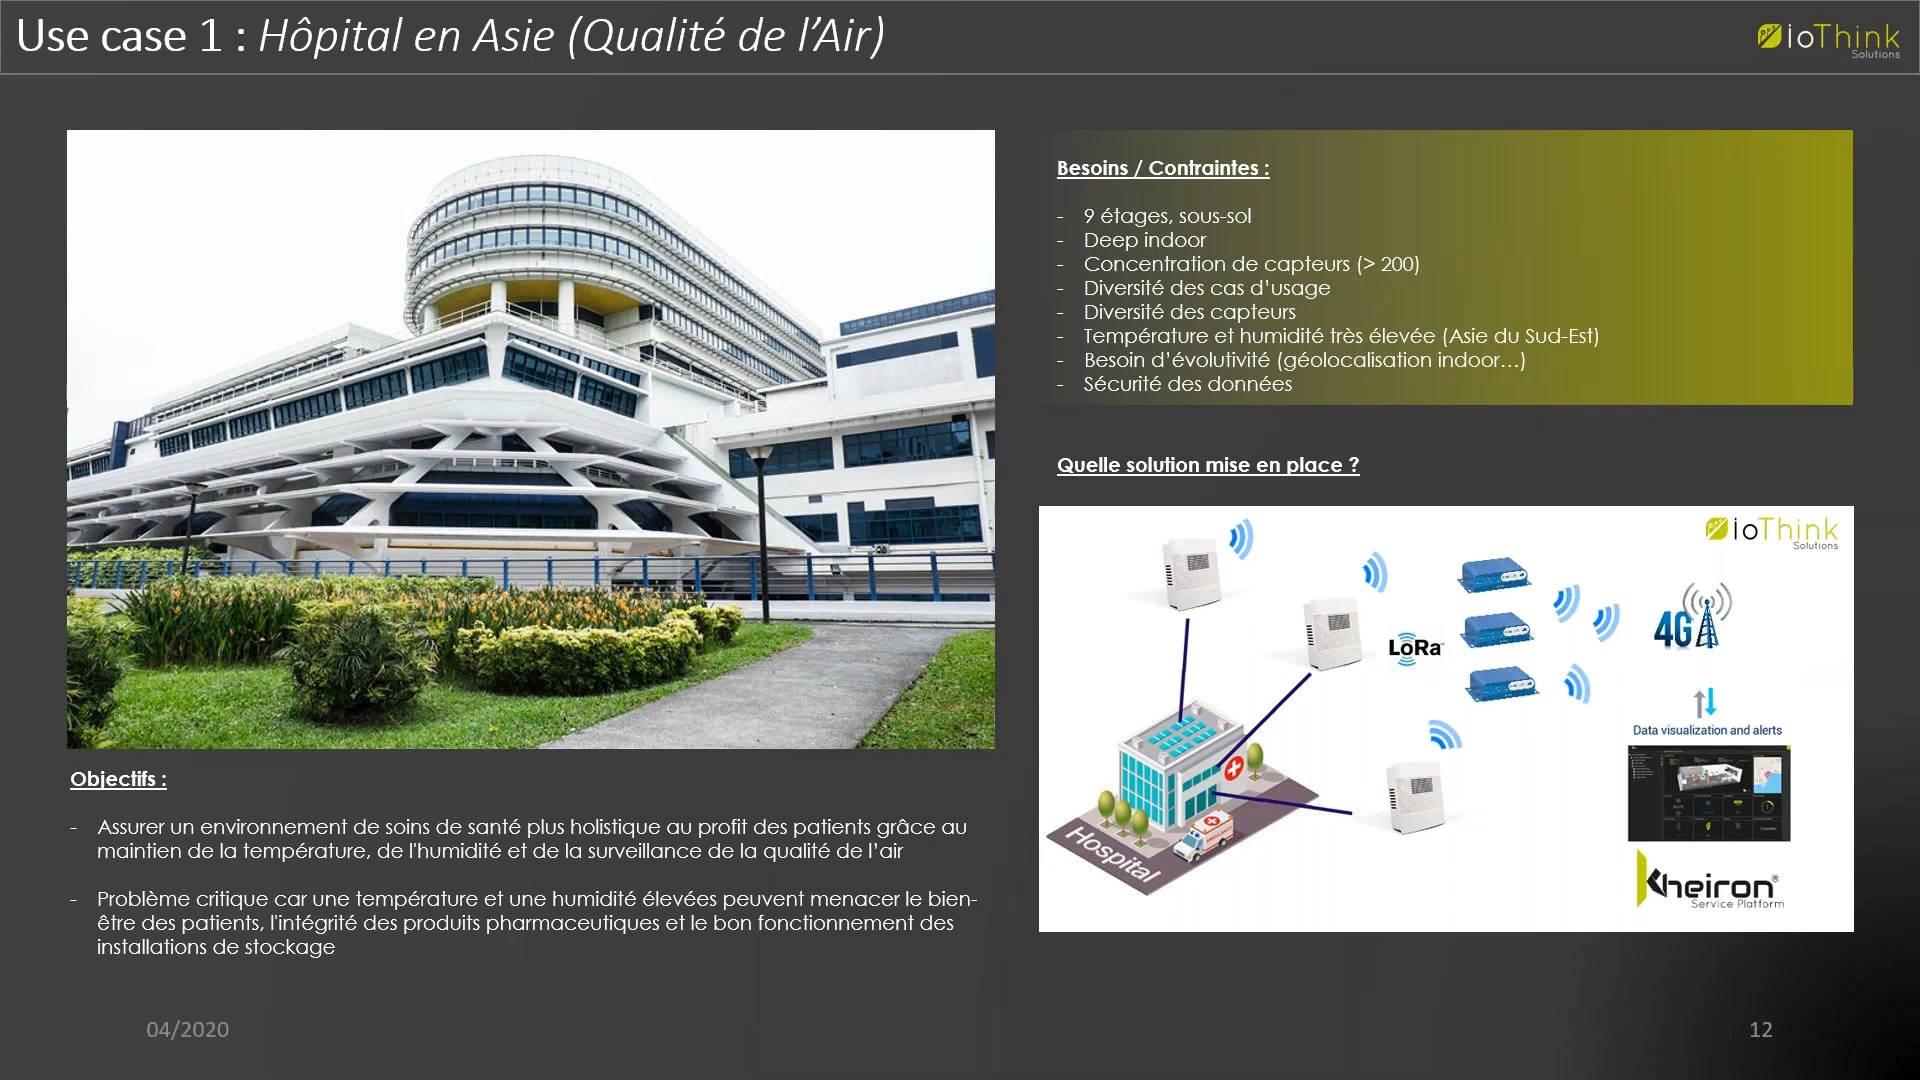 Use case 1 : Hôpital en Asie (Qualité de l’Air)
ioThink
Solutions
Besoins / Contraintes :
- 9 étages, sous-sol
- Deep indoor
- Concentration de capteurs (> 200)
- Diversité des cas d’usage
- Diversité des capteurs
- Température et humidité très élevée (Asie du Sud-Est)
- Besoin d’évolutivité (géolocalisation indoor…)
- Sécurité des données
Quelle solution mise en place ?
ioThink
Solutions
LoRa
4G
Data visualization and alerts
Hospital
AMBULANCE
Kheiron®
Service Platform
Objectifs :
- Assurer un environnement de soins de santé plus holistique au profit des patients grâce au
maintien de la température, de l'humidité et de la surveillance de la qualité de l’air
- Problème critique car une température et une humidité élevées peuvent menacer le bien-
être des patients, l'intégrité des produits pharmaceutiques et le bon fonctionnement des
installations de stockage
04/2020
12